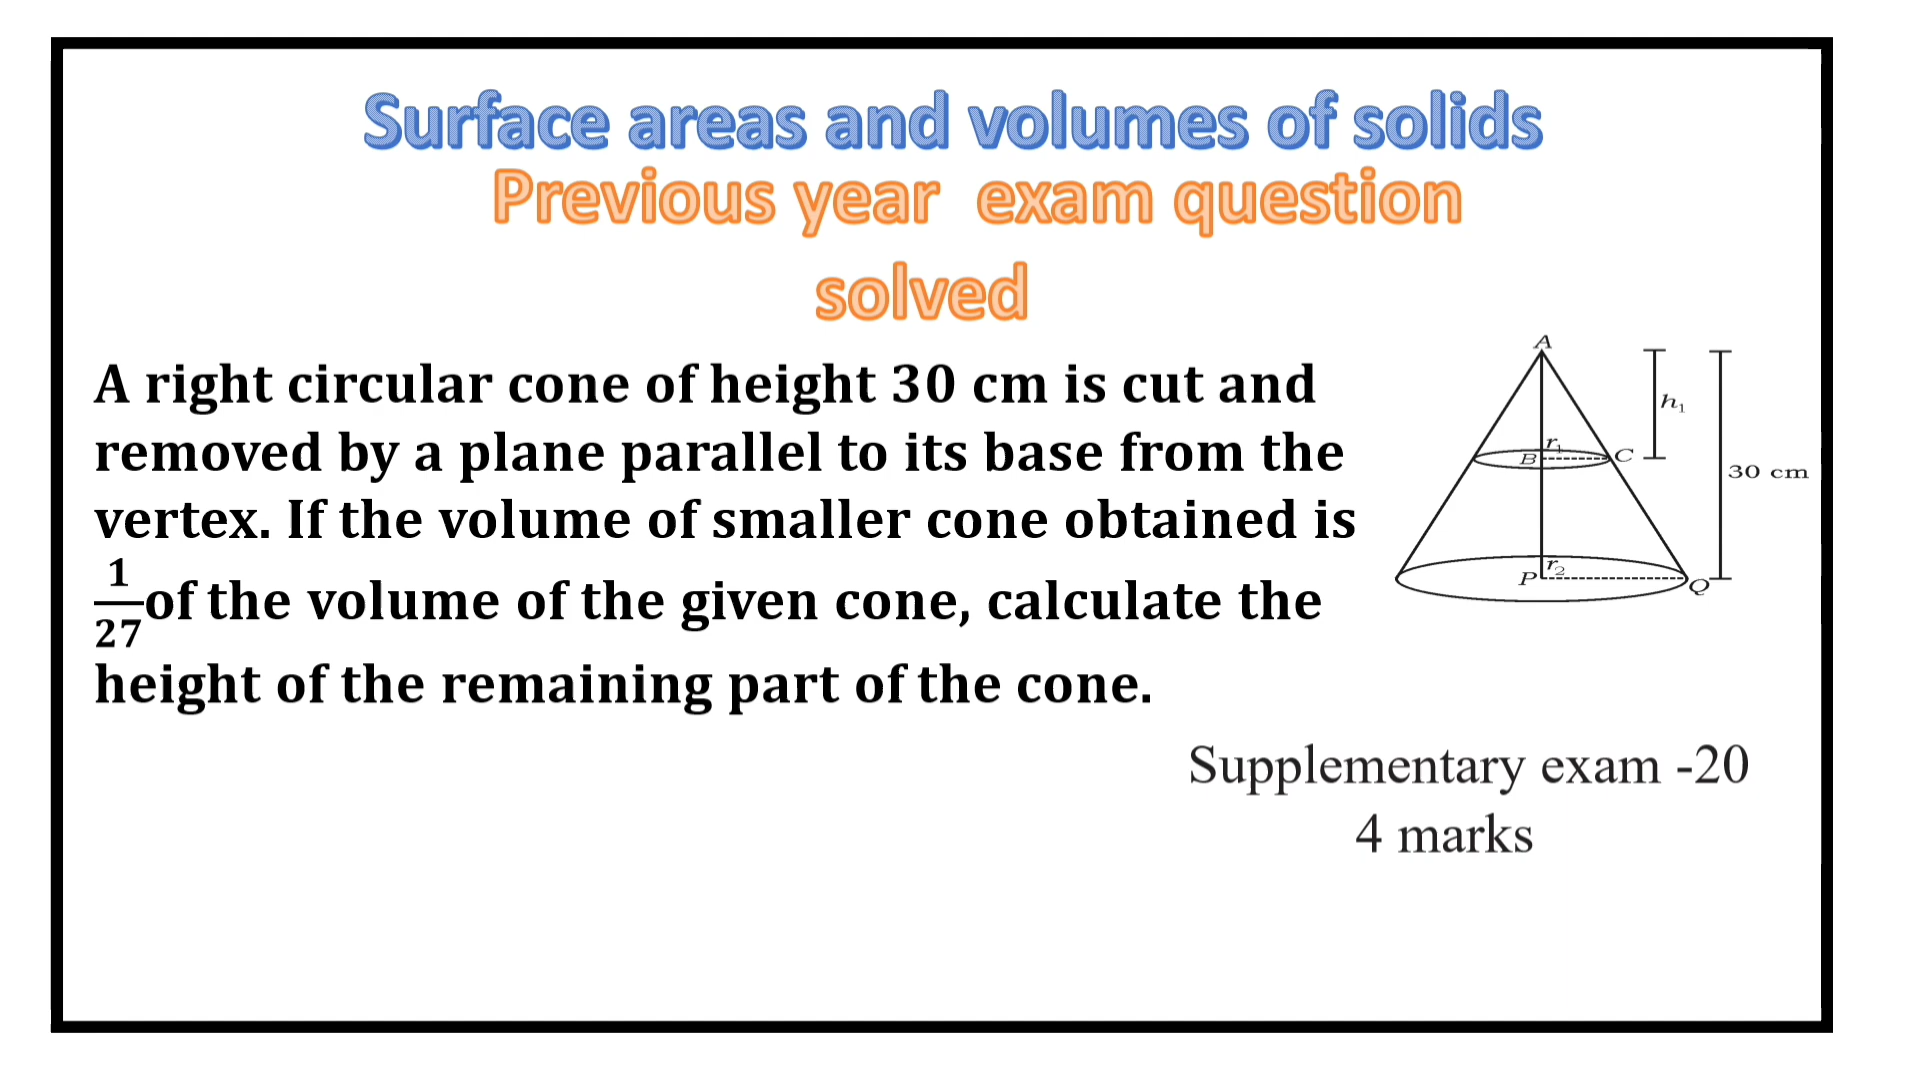 Surface areas and volumes of solids
Previous year exam question
solved
A right circular cone of height 30 cm is cut and
removed by a plane parallel to its base from the
vertex. If the volume of smaller cone obtained is
1/27 of the volume of the given cone, calculate the
height of the remaining part of the cone.
A
h₁
r₁
B
C
30 cm
r₂
P
Q
Supplementary exam -20
4 marks